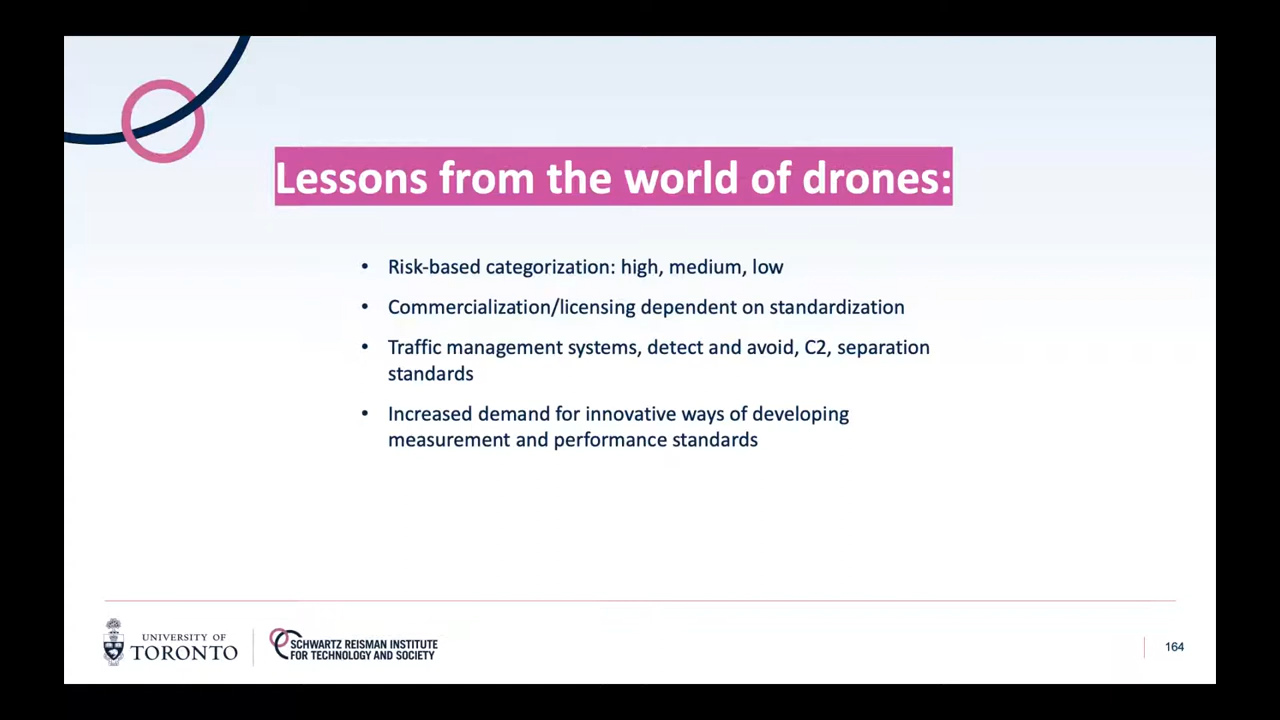 Lessons from the world of drones:
• Risk-based categorization: high, medium, low
• Commercialization/licensing dependent on standardization
• Traffic management systems, detect and avoid, C2, separation
standards
• Increased demand for innovative ways of developing
measurement and performance standards
UNIVERSITY OF
TORONTO
SCHWARTZ REISMAN INSTITUTE
FOR TECHNOLOGY AND SOCIETY
164